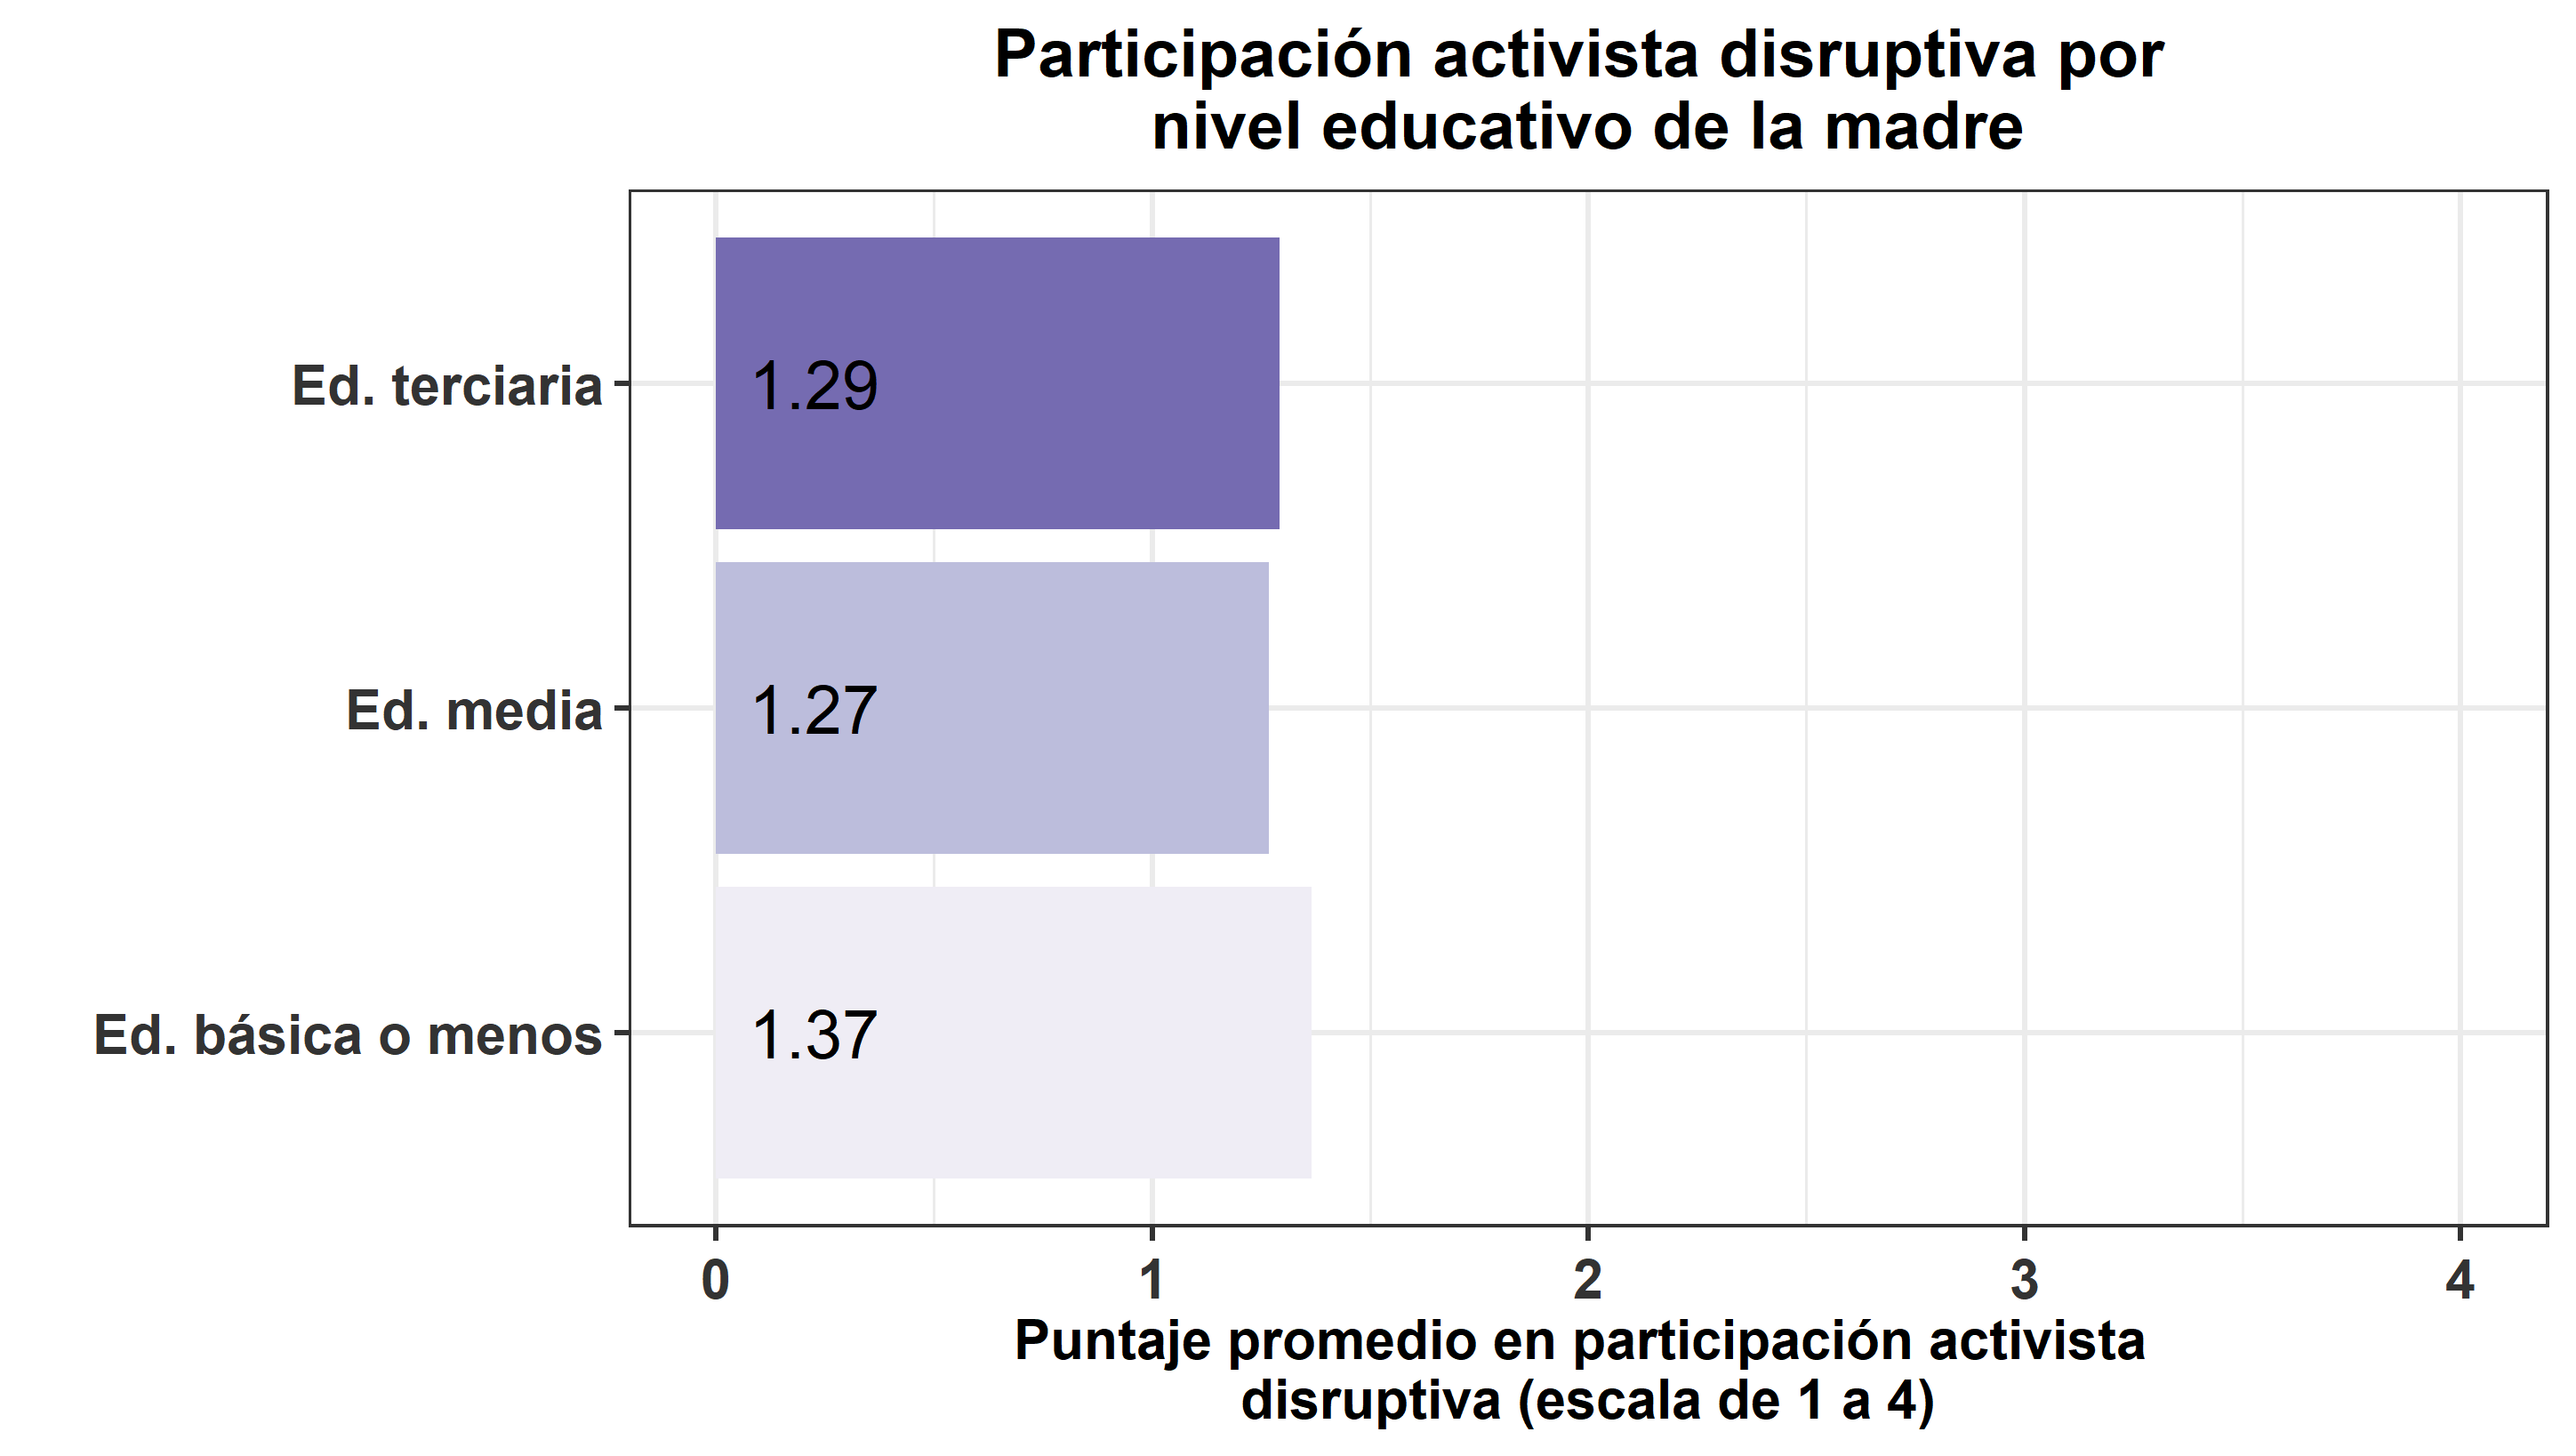 Participación activista disruptiva por
nivel educativo de la madre
Ed. terciaria
1.29
Ed. media
1.27
Ed. básica o menos
1.37
0 1 2 3 4
Puntaje promedio en participación activista
disruptiva (escala de 1 a 4)